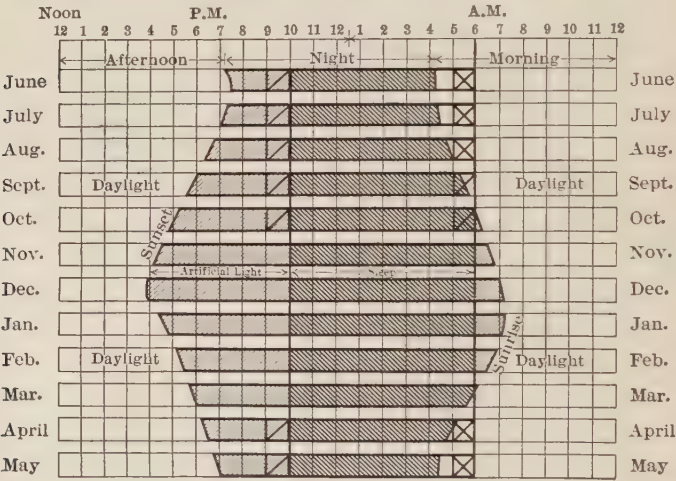 Noon P.M. A.M.
12 1 2 3 4 5 6 7 8 9 10 11 12 1 2 3 4 5 6 7 8 9 10 11 12
Afternoon Night Morning
June June
July July
Aug. Aug.
Sept. Daylight Daylight Sept.
Oct. Oct.
Sunset
Nov. Nov.
Artificial Light Sleep
Dec. Dec.
Jan. Jan.
Sunrise
Feb. Daylight Daylight Feb.
Mar. Mar.
April April
May May